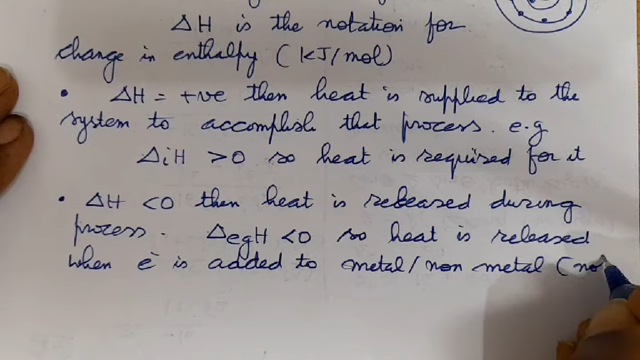 ΔH is the notation for
change in enthalpy (kJ/mol)
• ΔH = +ve then heat is supplied to the
system to accomplish that process. e.g
ΔiH >0 so heat is required for it
• ΔH <0 then heat is released during
process. ΔegH <0 so heat is released
when e⁻ is added to metal/non metal (no